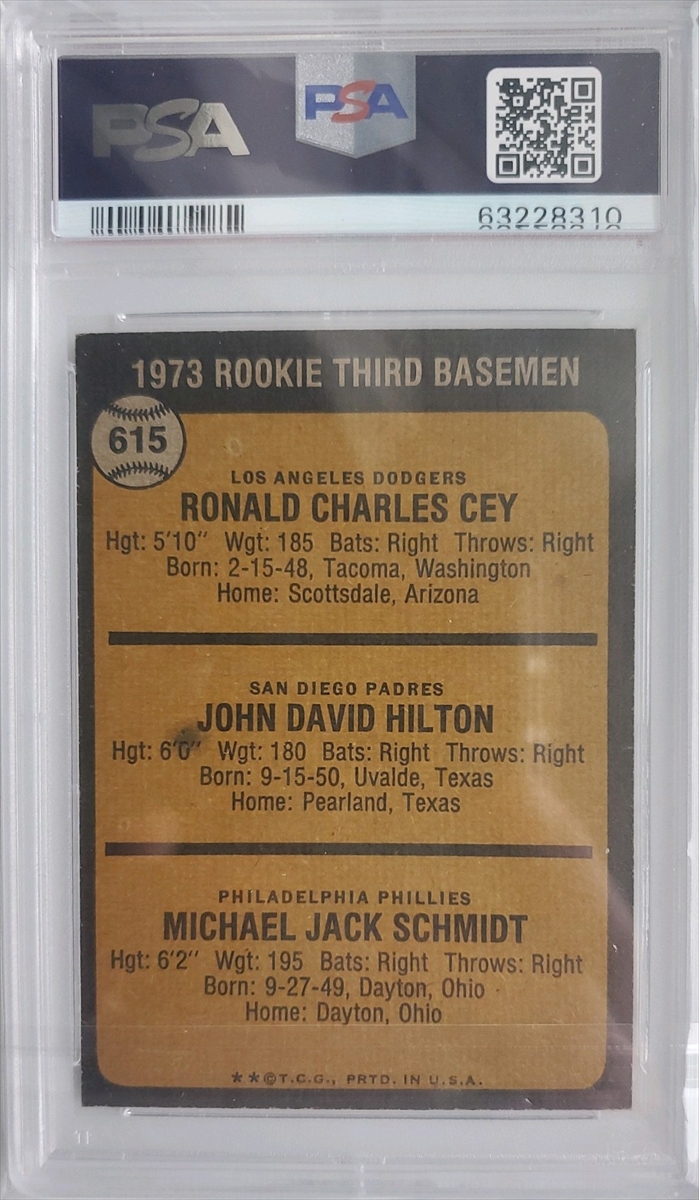 PSA PSA
63228310
1973 ROOKIE THIRD BASEMEN
615
LOS ANGELES DODGERS
RONALD CHARLES CEY
Hgt: 5'10" Wgt: 185 Bats: Right Throws: Right
Born: 2-15-48, Tacoma, Washington
Home: Scottsdale, Arizona
SAN DIEGO PADRES
JOHN DAVID HILTON
Hgt: 6'0" Wgt: 180 Bats: Right Throws: Right
Born: 9-15-50, Uvalde, Texas
Home: Pearland, Texas
PHILADELPHIA PHILLIES
MICHAEL JACK SCHMIDT
Hgt: 6'2" Wgt: 195 Bats: Right Throws: Right
Born: 9-27-49, Dayton, Ohio
Home: Dayton, Ohio
**©T.C.G., PRTD. IN U.S.A.